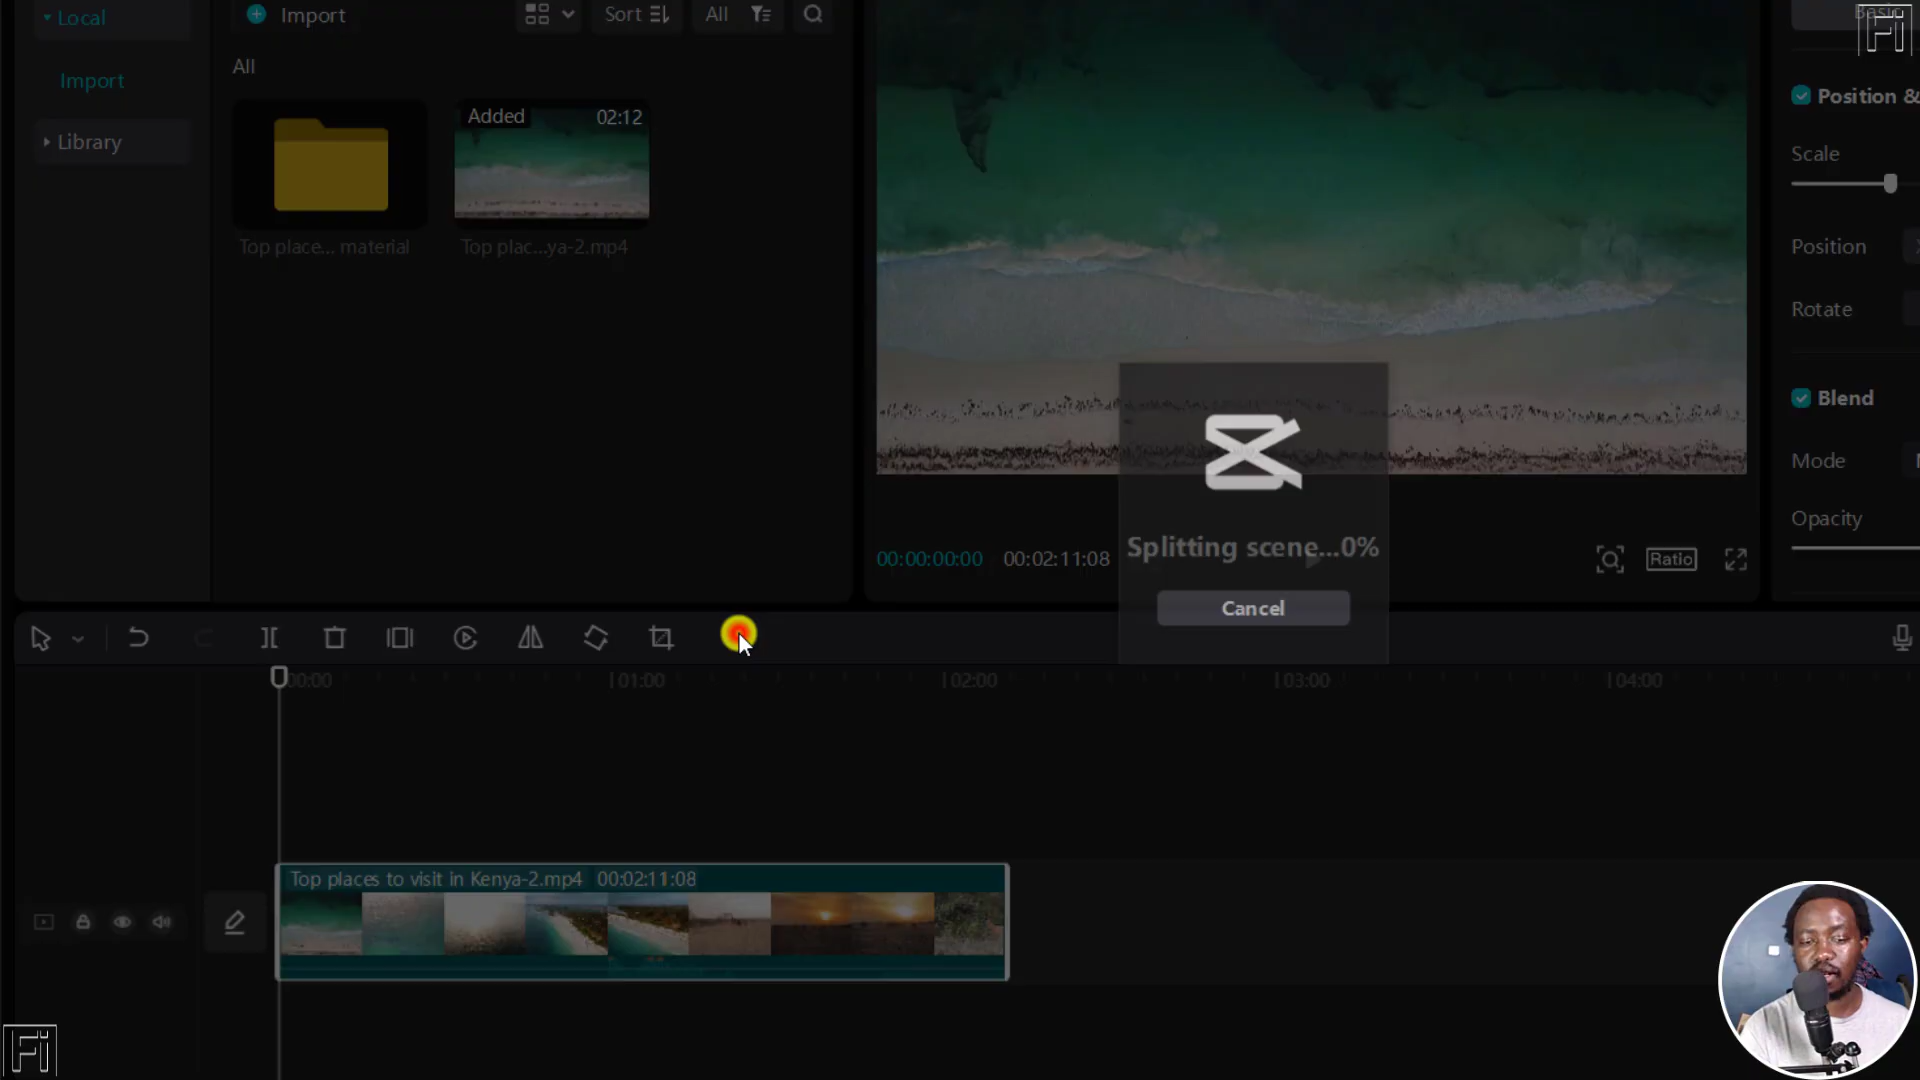 Local
Import
Library
Import
Sort
All
All
Added 02:12
Top place... material
Top plac...ya-2.mp4
Fi
Position &
Scale
Position
Rotate
Blend
Mode
Opacity
00:00:00:00 00:02:11:08
Ratio
Splitting scene...0%
Cancel
00:00 01:00 02:00 03:00 04:00
Top places to visit in Kenya-2.mp4 00:02:11:08
Fi